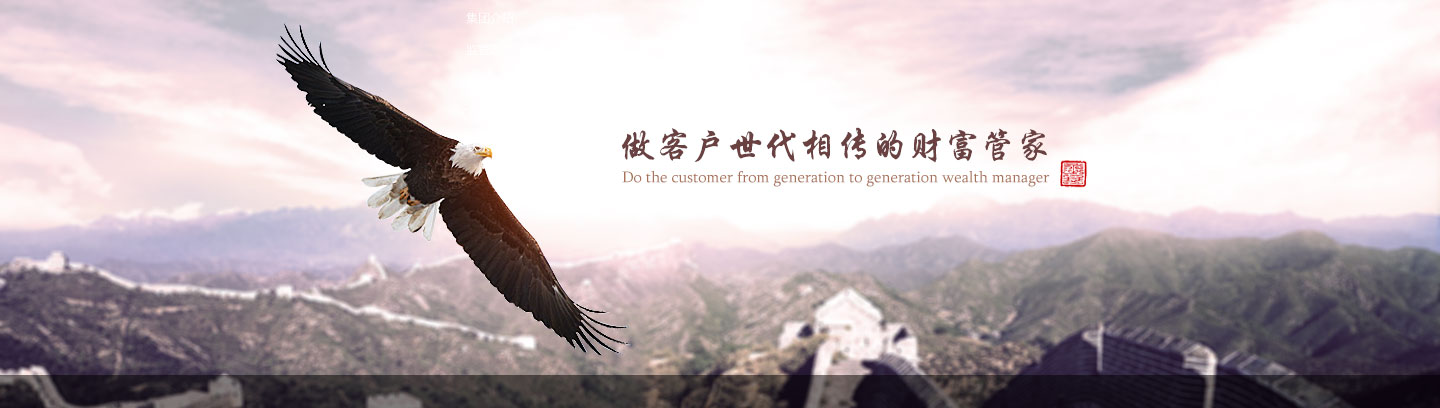 集团介绍
做客户世代相传的财富管家
Do the customer from generation to generation wealth manager